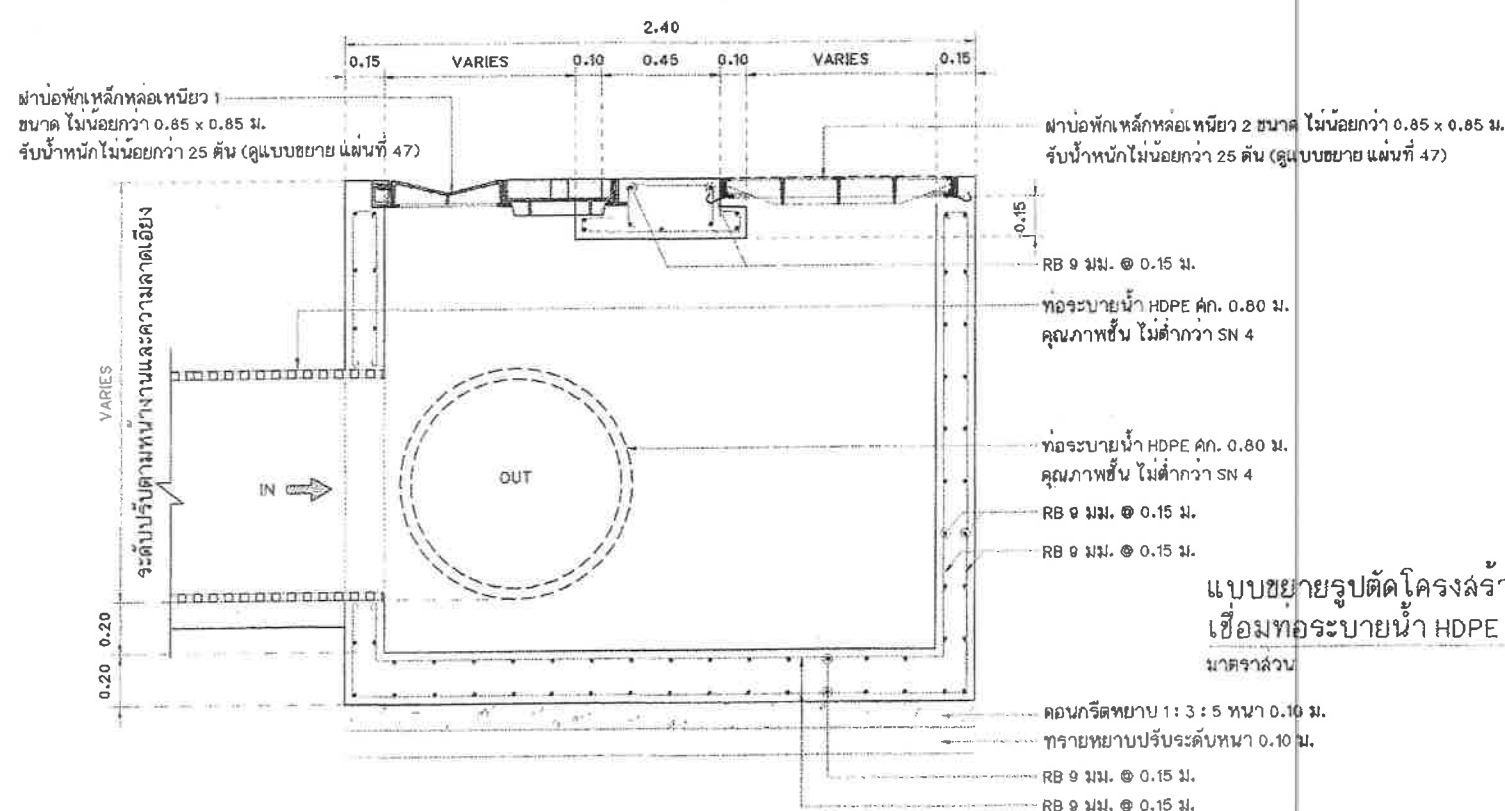 2.40
0.15 VARIES 0.10 0.45 0.10 VARIES 0.15
ฝาบ่อพักเหล็กหล่อเหนียว 1
ขนาด ไม่น้อยกว่า 0.85 x 0.85 ม.
รับน้ำหนักไม่น้อยกว่า 25 ตัน (ดูแบบขยาย แผ่นที่ 47)
ฝาบ่อพักเหล็กหล่อเหนียว 2 ขนาด ไม่น้อยกว่า 0.85 x 0.85 ม.
รับน้ำหนักไม่น้อยกว่า 25 ตัน (ดูแบบขยาย แผ่นที่ 47)
0.15
RB 9 มม. @ 0.15 ม.
ท่อระบายน้ำ HDPE ศก. 0.80 ม.
คุณภาพชั้น ไม่ต่ำกว่า SN 4
VARIES
ระดับปรับตามหน้างานและความลาดเอียง
IN
OUT
ท่อระบายน้ำ HDPE ศก. 0.80 ม.
คุณภาพชั้น ไม่ต่ำกว่า SN 4
RB 9 มม. @ 0.15 ม.
RB 9 มม. @ 0.15 ม.
แบบขยายรูปตัดโครงสร้า
เชื่อมท่อระบายน้ำ HDPE
มาตราส่วน
0.20
0.20
คอนกรีตหยาบ 1 : 3 : 5 หนา 0.10 ม.
ทรายหยาบปรับระดับหนา 0.10 ม.
RB 9 มม. @ 0.15 ม.
RB 9 มม. @ 0.15 ม.